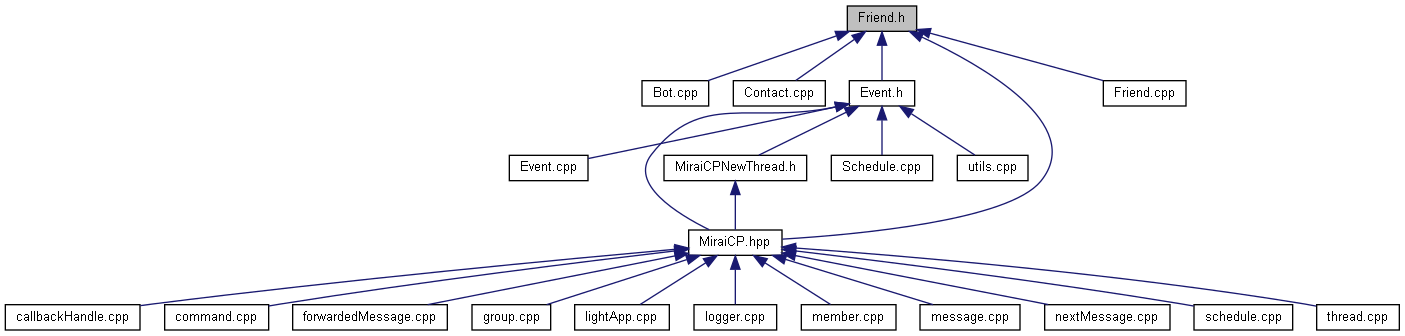 Friend.h
Bot.cpp
Contact.cpp
Event.h
Friend.cpp
Event.cpp
MiraiCPNewThread.h
Schedule.cpp
utils.cpp
MiraiCP.hpp
callbackHandle.cpp
command.cpp
forwardedMessage.cpp
group.cpp
lightApp.cpp
logger.cpp
member.cpp
message.cpp
nextMessage.cpp
schedule.cpp
thread.cpp